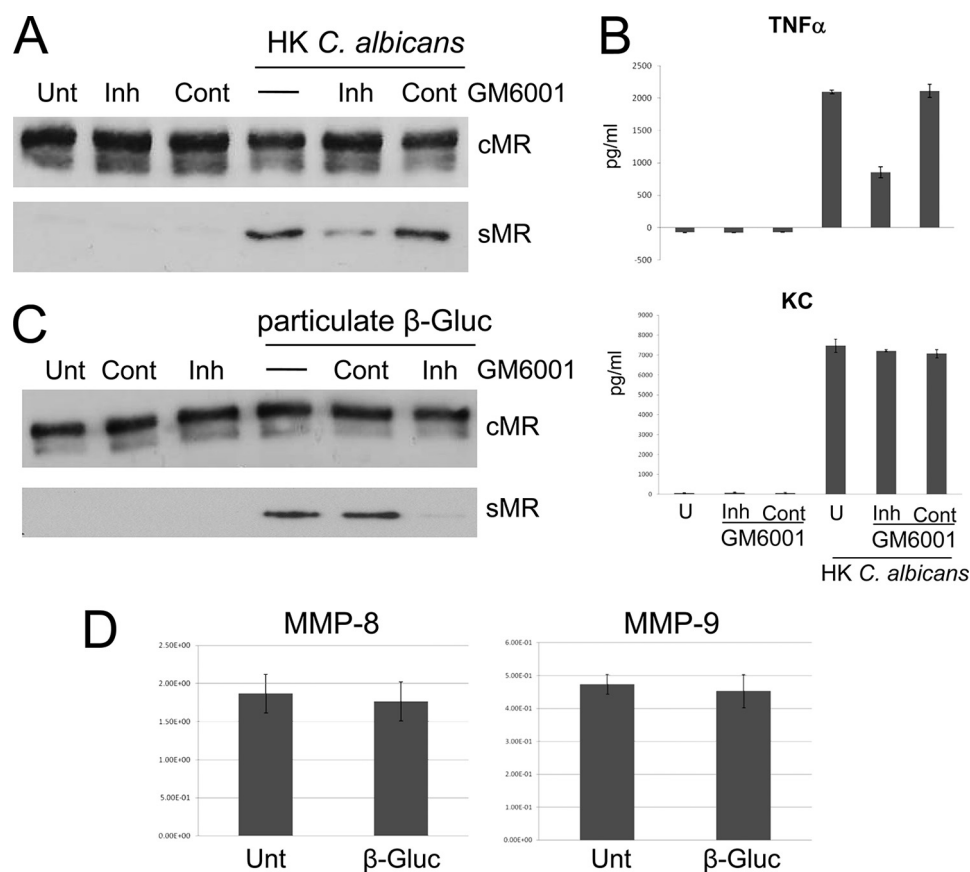 A
HK C. albicans
Unt Inh Cont — Inh Cont GM6001
cMR
sMR
B
TNFα
pg/ml
2500
2000
1500
1000
500
0
-500
KC
pg/ml
9000
8000
7000
6000
5000
4000
3000
2000
1000
0
U Inh Cont U Inh Cont
GM6001 GM6001
HK C. albicans
C
particulate β-Gluc
Unt Cont Inh — Cont Inh GM6001
cMR
sMR
D
MMP-8
2.50E+00
2.00E+00
1.50E+00
1.00E+00
5.00E-01
0.00E+00
Unt β-Gluc
MMP-9
6.00E-01
5.00E-01
4.00E-01
3.00E-01
2.00E-01
1.00E-01
0.00E+00
Unt β-Gluc